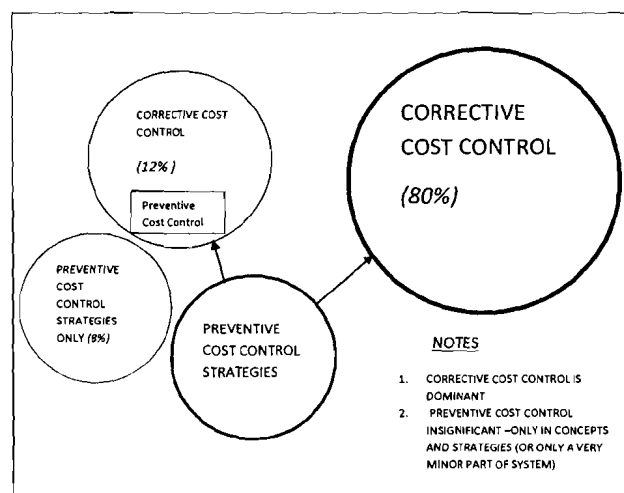 CORRECTIVE COST
CONTROL
(12%)
Preventive
Cost Control
CORRECTIVE
COST CONTROL
(80%)
PREVENTIVE
COST
CONTROL
STRATEGIES
ONLY (8%)
PREVENTIVE
COST CONTROL
STRATEGIES
NOTES
1. CORRECTIVE COST CONTROL IS
DOMINANT
2. PREVENTIVE COST CONTROL
INSIGNIFICANT –ONLY IN CONCEPTS
AND STRATEGIES (OR ONLY A VERY
MINOR PART OF SYSTEM)